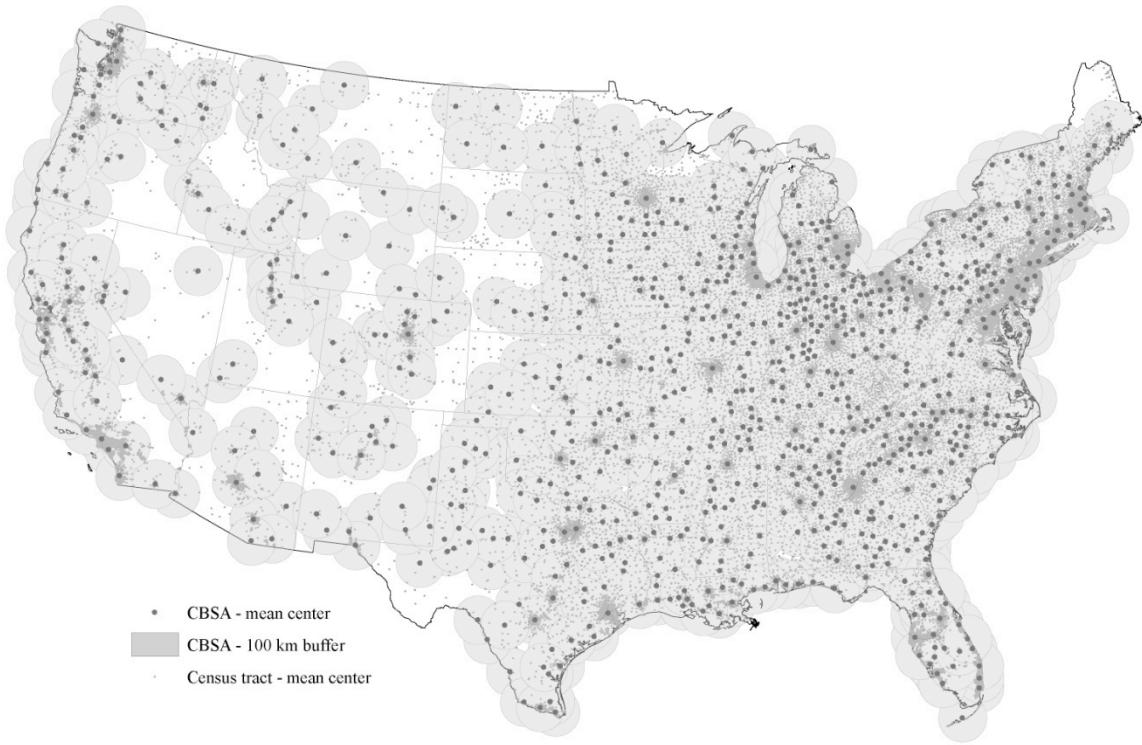 CBSA - mean center
CBSA - 100 km buffer
Census tract - mean center